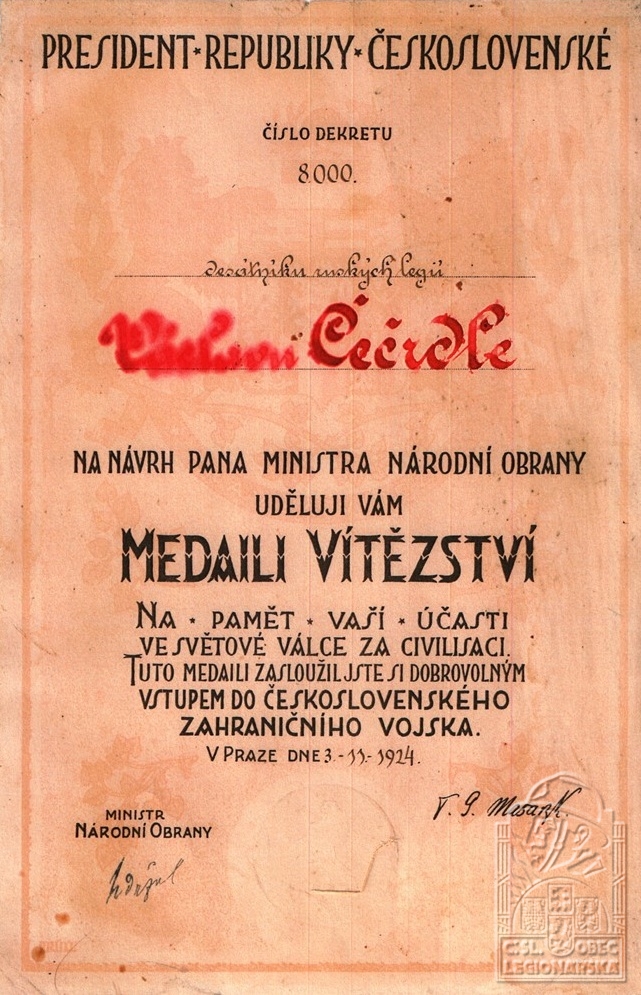 PRESIDENT * REPUBLIKY * ČESKOSLOVENSKÉ
ČÍSLO DEKRETU
8.000.
desátníku ruských legií
Čečrdle
NA NÁVRH PANA MINISTRA NÁRODNÍ OBRANY
UDĚLUJI VÁM
MEDAILI VÍTĚZSTVÍ
NA * PAMĚT * VAŠÍ * ÚČASTI
VE SVĚTOVÉ VÁLCE ZA CIVILISACI.
TUTO MEDAILI ZASLOUŽIL JSTE SI DOBROVOLNÝM
VSTUPEM DO ČESKOSLOVENSKÉHO
ZAHRANIČNÍHO VOJSKA.
V PRAZE DNE 3.-11.-1924.
T. G. Masaryk.
MINISTR
NÁRODNÍ OBRANY
Udržal
ČSL. OBEC
LEGIONÁŘSKÁ